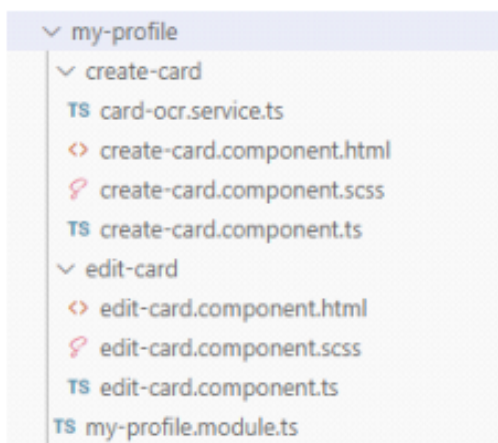 my-profile
create-card
TS card-ocr.service.ts
<> create-card.component.html
create-card.component.scss
TS create-card.component.ts
edit-card
<> edit-card.component.html
edit-card.component.scss
TS edit-card.component.ts
TS my-profile.module.ts